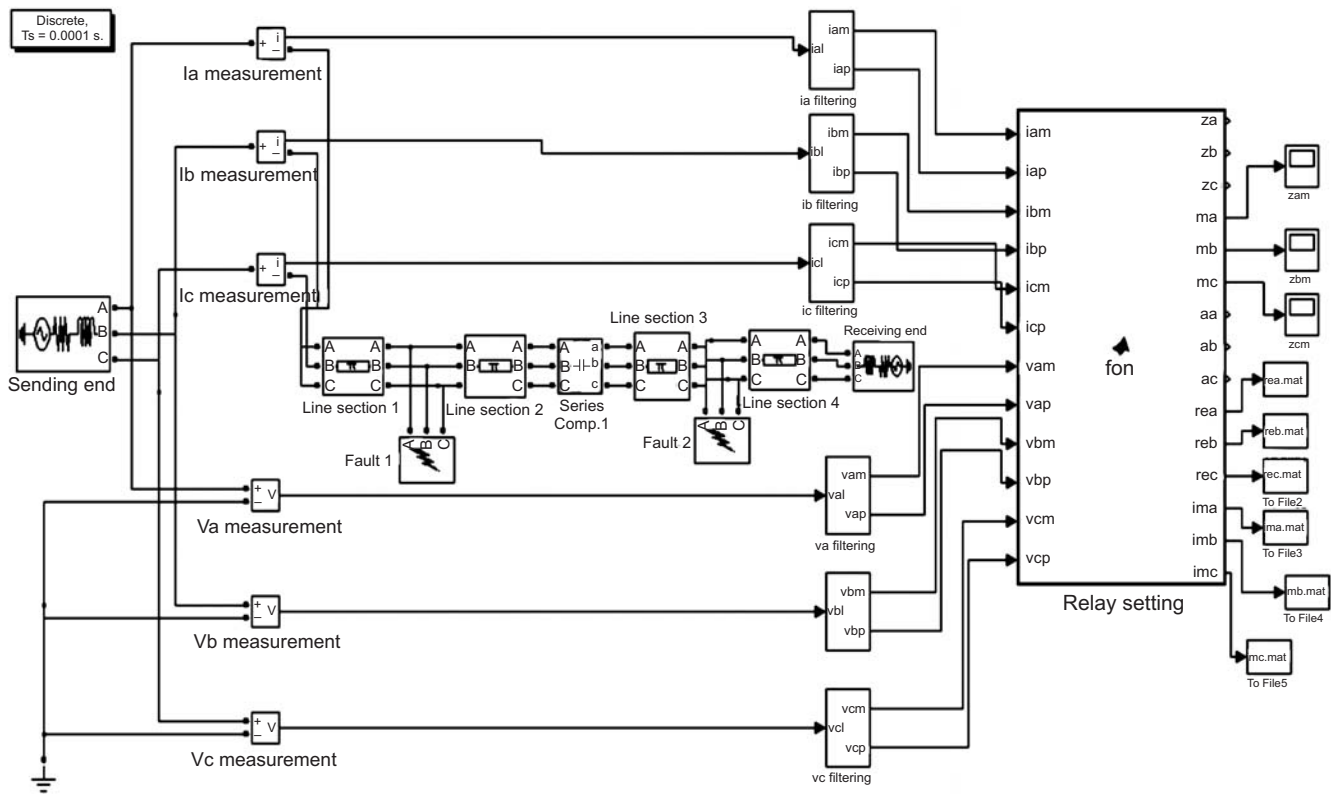 Discrete,
Ts = 0.0001 s.
+ i
−
Ia measurement
+ i
−
Ib measurement
+ i
−
Ic measurement
A
B
C
Sending end
A A
B B
C C
Line section 1
A B C
Fault 1
A A
B B
C C
Line section 2
A a
B b
C c
Series
Comp.1
Line section 3
A A
B B
C C
A B C
Fault 2
A A
B B
C C
Line section 4
Receiving end
A
B
C
+ V
−
Va measurement
+ V
−
Vb measurement
+ V
−
Vc measurement
ial
iam
iap
ia filtering
ibl
ibm
ibp
ib filtering
icl
icm
icp
ic filtering
val
vam
vap
va filtering
vbl
vbm
vbp
vcl
vcm
vcp
vc filtering
iam
iap
ibm
ibp
icm
icp
vam
vap
vbm
vbp
vcm
vcp
fon
za
zb
zc
ma
mb
mc
aa
ab
ac
rea
reb
rec
ima
imb
imc
Relay setting
zam
zbm
zcm
rea.mat
reb.mat
rec.mat
To File2
ma.mat
To File3
mb.mat
To File4
mc.mat
To File5